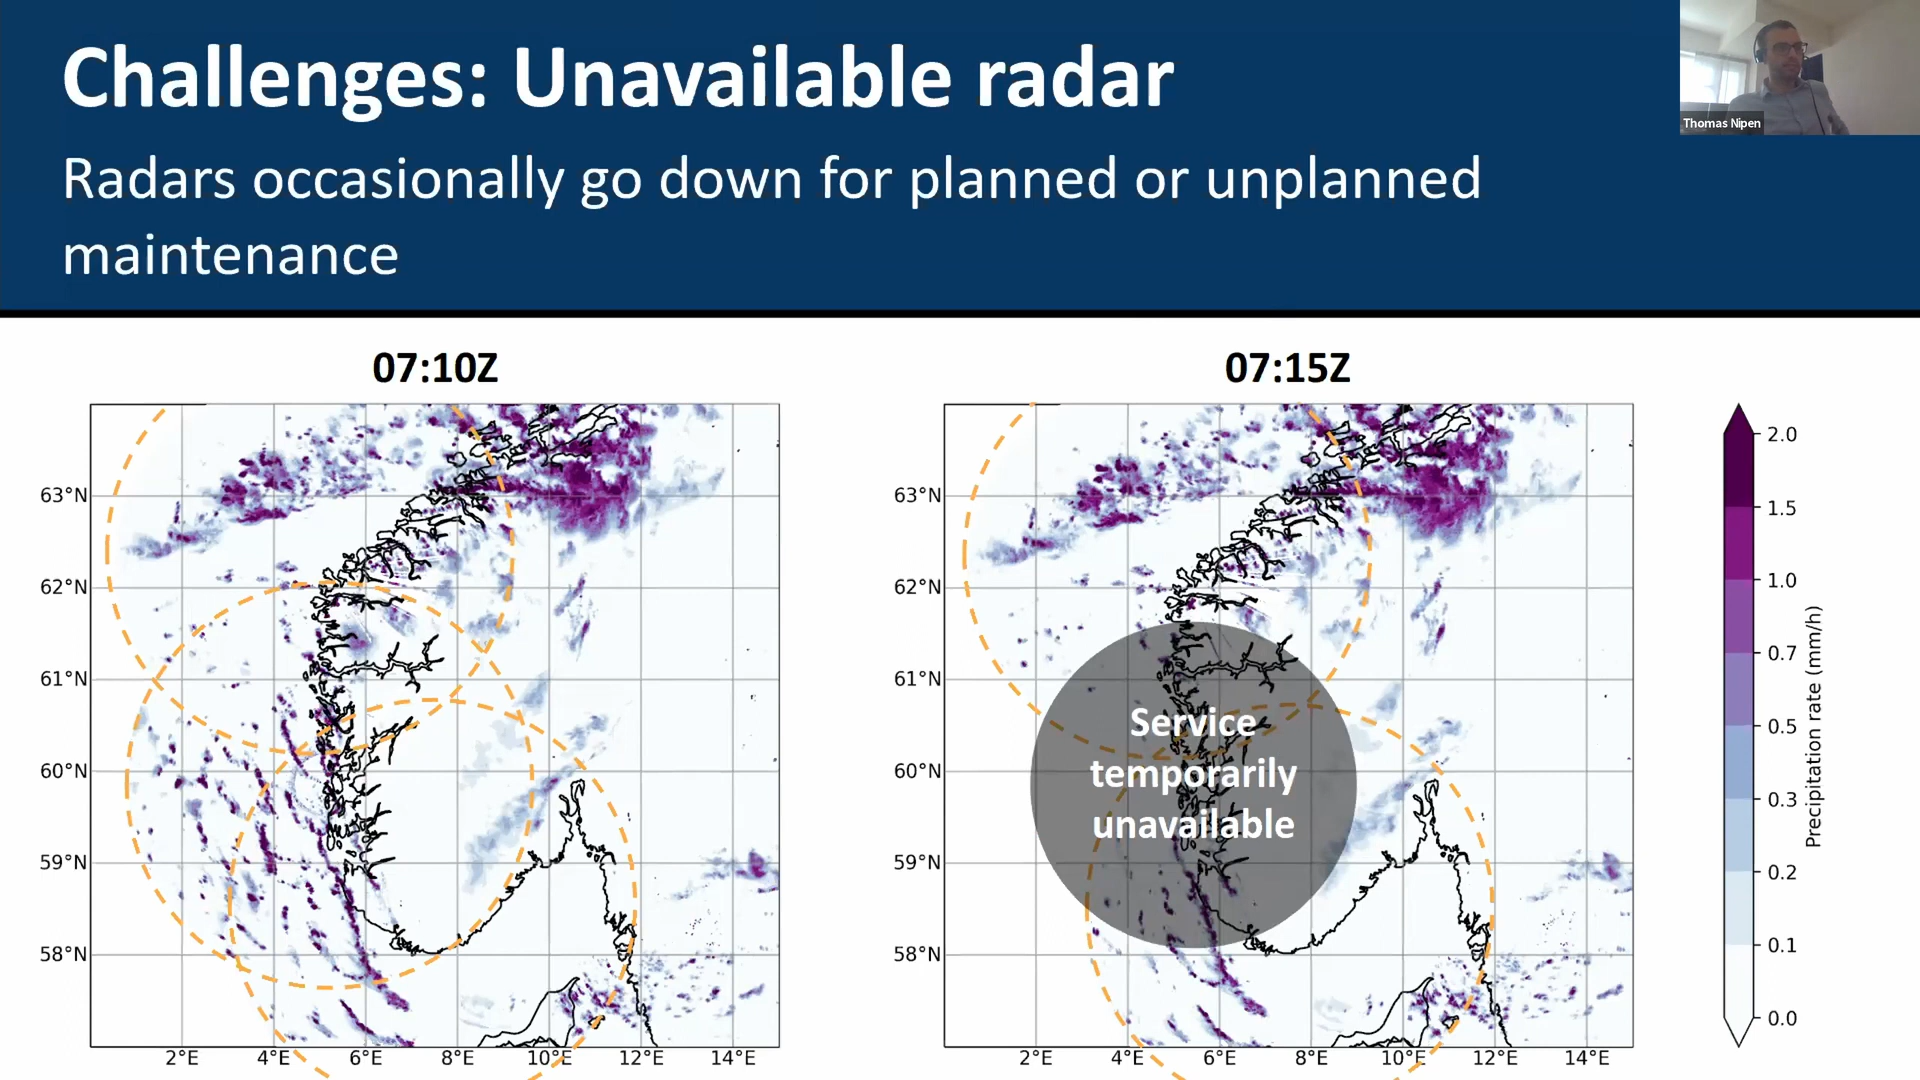 Challenges: Unavailable radar
Thomas Nipen
Radars occasionally go down for planned or unplanned
maintenance
07:10Z
63°N
62°N
61°N
60°N
59°N
58°N
2°E 4°E 6°E 8°E 10°E 12°E 14°E
07:15Z
63°N
62°N
61°N
60°N
59°N
58°N
Service
temporarily
unavailable
2°E 4°E 6°E 8°E 10°E 12°E 14°E
2.0
1.5
1.0
0.7
0.5
0.3
0.2
0.1
0.0
Precipitation rate (mm/h)